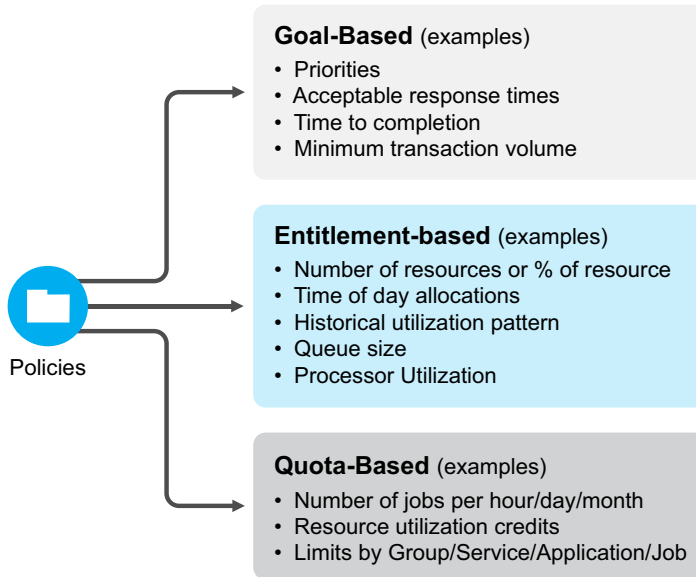 Goal-Based (examples)
• Priorities
• Acceptable response times
• Time to completion
• Minimum transaction volume
Entitlement-based (examples)
• Number of resources or % of resource
• Time of day allocations
• Historical utilization pattern
• Queue size
• Processor Utilization
Policies
Quota-Based (examples)
• Number of jobs per hour/day/month
• Resource utilization credits
• Limits by Group/Service/Application/Job